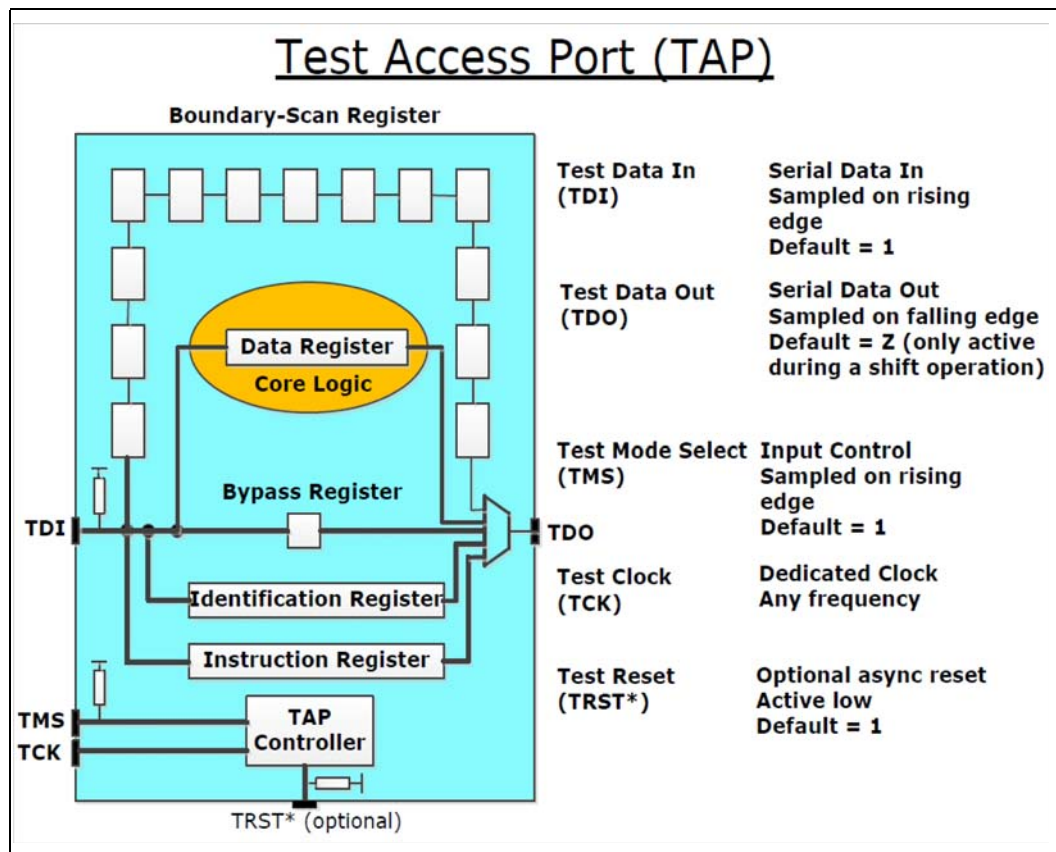 Test Access Port (TAP)
Boundary-Scan Register
Data Register
Core Logic
Bypass Register
TDI
TDO
Identification Register
Instruction Register
TMS
TCK
TAP
Controller
TRST* (optional)
Test Data In
(TDI)
Serial Data In
Sampled on rising
edge
Default = 1
Test Data Out
(TDO)
Serial Data Out
Sampled on falling edge
Default = Z (only active
during a shift operation)
Test Mode Select
(TMS)
Input Control
Sampled on rising
edge
Default = 1
Test Clock
(TCK)
Dedicated Clock
Any frequency
Test Reset
(TRST*)
Optional async reset
Active low
Default = 1